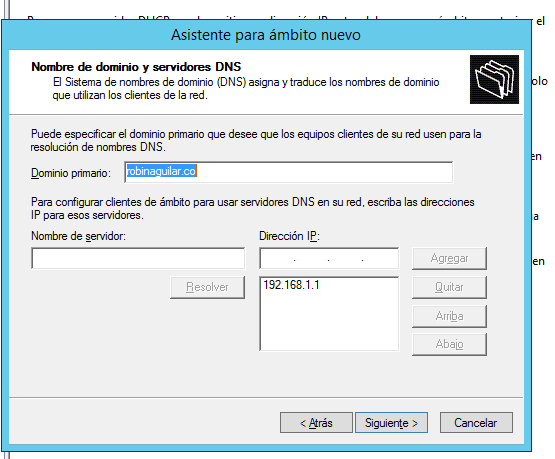 Asistente para ámbito nuevo
Nombre de dominio y servidores DNS
El Sistema de nombres de dominio (DNS) asigna y traduce los nombres de dominio
que utilizan los clientes de la red.
Puede especificar el dominio primario que desee que los equipos clientes de su red usen para la
resolución de nombres DNS.
Dominio primario: robinaguilar.co
Para configurar clientes de ámbito para usar servidores DNS en su red, escriba las direcciones
IP para esos servidores.
Nombre de servidor: Dirección IP:
. . . Agregar
Resolver 192.168.1.1 Quitar
Arriba
Abajo
< Atrás Siguiente > Cancelar